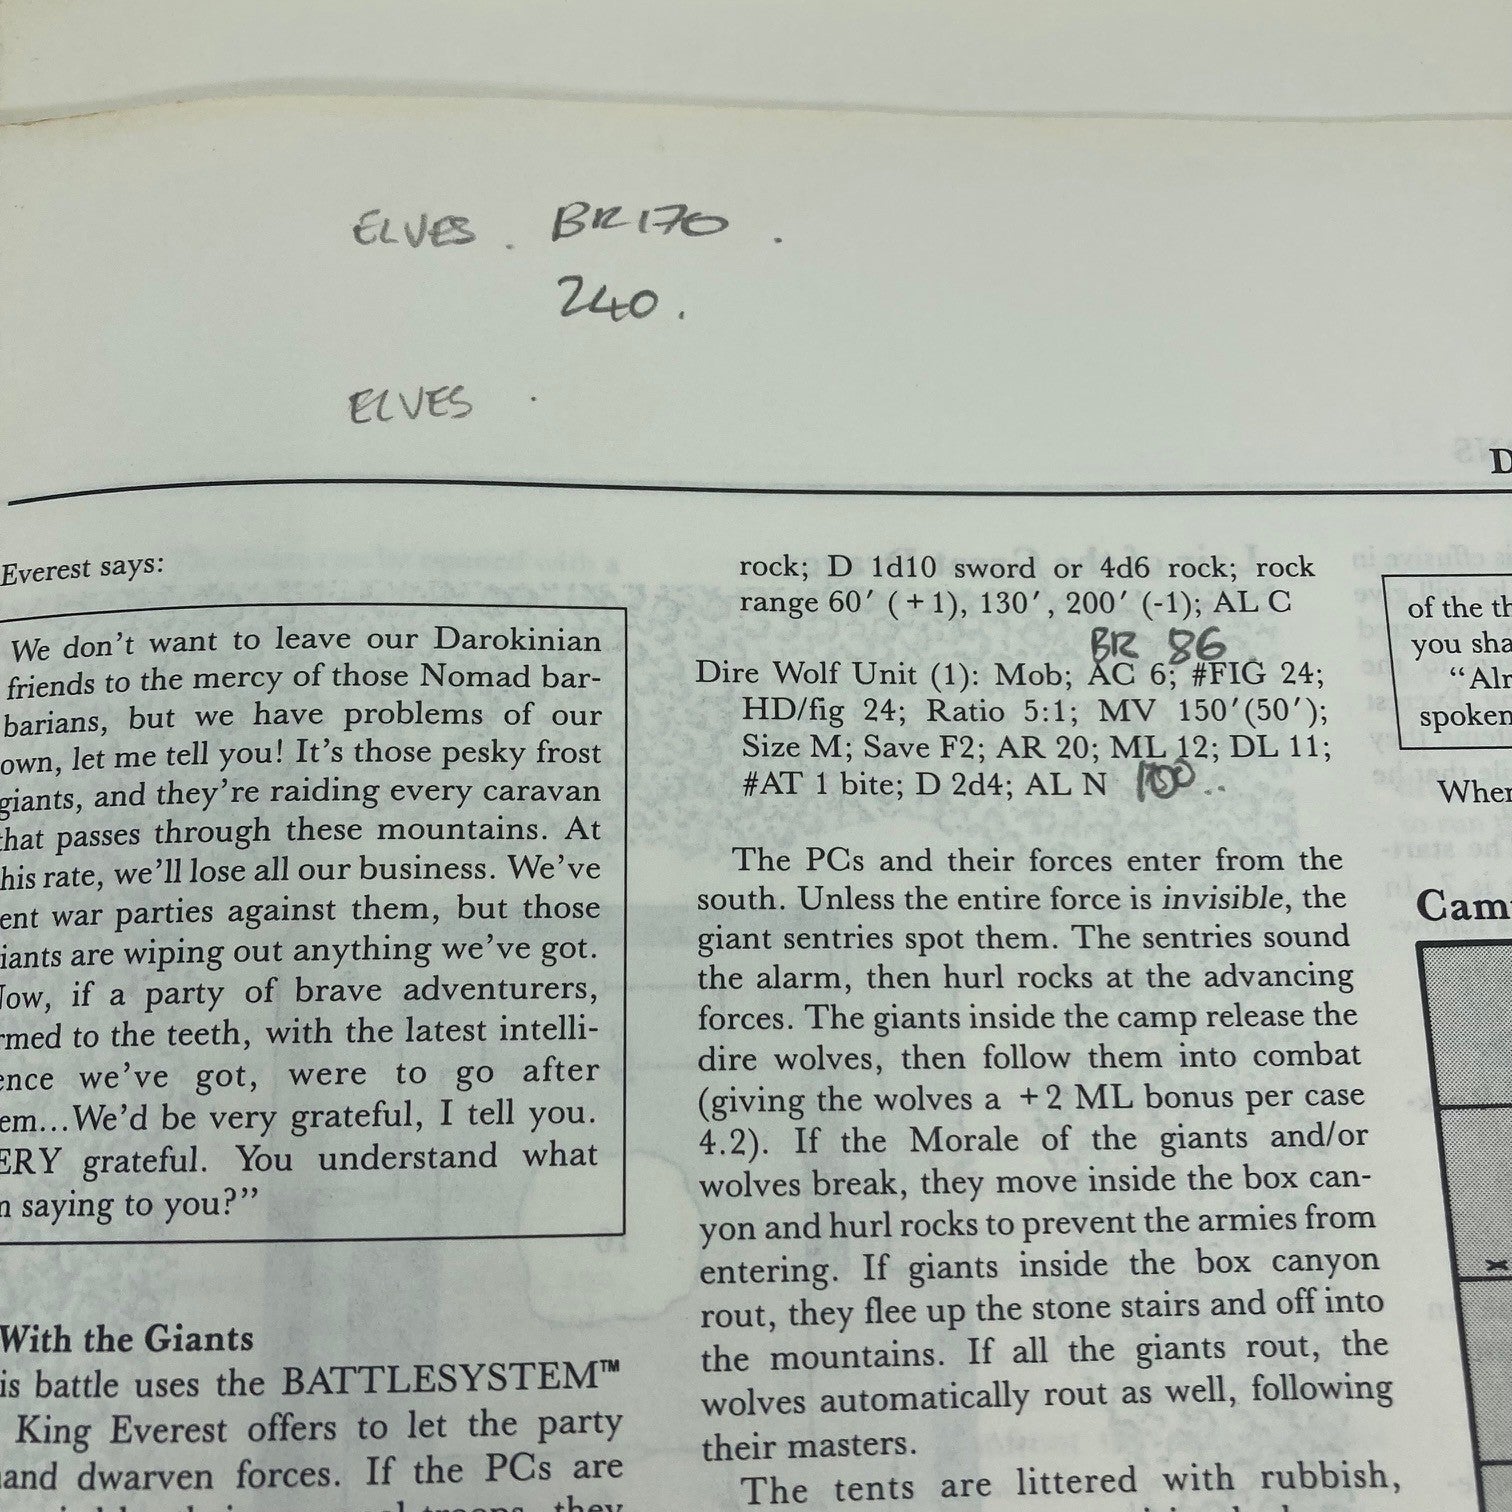 ELVES. BR170.
240.
ELVES .
D
Everest says:
We don't want to leave our Darokinian
friends to the mercy of those Nomad bar-
barians, but we have problems of our
own, let me tell you! It's those pesky frost
giants, and they're raiding every caravan
that passes through these mountains. At
his rate, we'll lose all our business. We've
ent war parties against them, but those
iants are wiping out anything we've got.
Now, if a party of brave adventurers,
rmed to the teeth, with the latest intelli-
ence we've got, were to go after
em...We'd be very grateful, I tell you.
ERY grateful. You understand what
n saying to you?”
With the Giants
is battle uses the BATTLESYSTEM™
King Everest offers to let the party
and dwarven forces. If the PCs are
rock; D 1d10 sword or 4d6 rock; rock
range 60′ (+1), 130′, 200′ (-1); AL C
BR 86
Dire Wolf Unit (1): Mob; AC 6; #FIG 24;
HD/fig 24; Ratio 5:1; MV 150′(50′);
Size M; Save F2; AR 20; ML 12; DL 11;
#AT 1 bite; D 2d4; AL N
The PCs and their forces enter from the
south. Unless the entire force is invisible, the
giant sentries spot them. The sentries sound
the alarm, then hurl rocks at the advancing
forces. The giants inside the camp release the
dire wolves, then follow them into combat
(giving the wolves a +2 ML bonus per case
4.2). If the Morale of the giants and/or
wolves break, they move inside the box can-
yon and hurl rocks to prevent the armies from
entering. If giants inside the box canyon
rout, they flee up the stone stairs and off into
the mountains. If all the giants rout, the
wolves automatically rout as well, following
their masters.
The tents are littered with rubbish,
of the th
you sha
“Alr
spoken
When
Cam